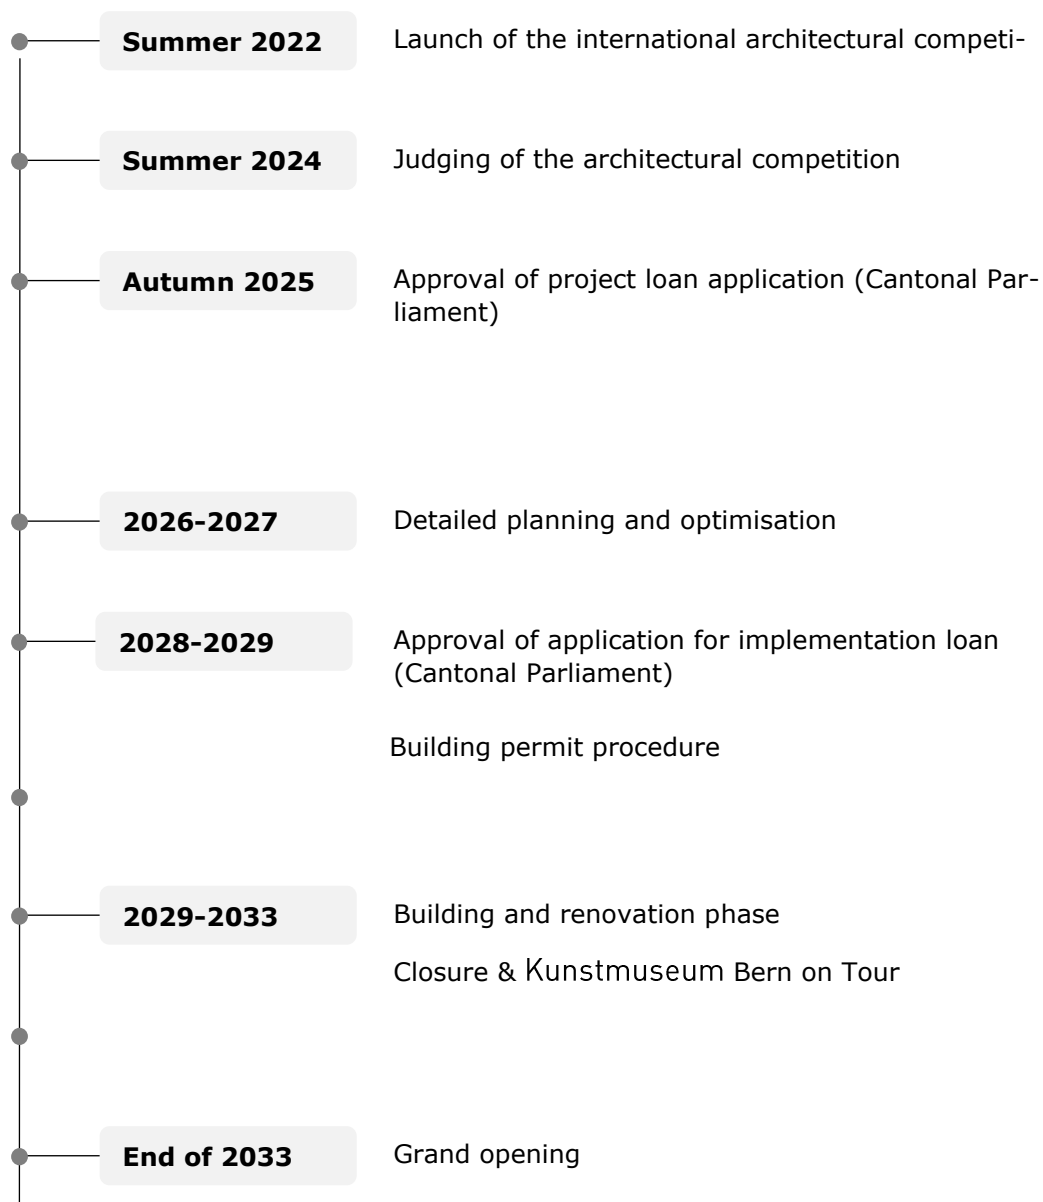 Summer 2022
Launch of the international architectural competi-
Summer 2024
Judging of the architectural competition
Autumn 2025
Approval of project loan application (Cantonal Par-
liament)
2026-2027
Detailed planning and optimisation
2028-2029
Approval of application for implementation loan
(Cantonal Parliament)
Building permit procedure
2029-2033
Building and renovation phase
Closure & Kunstmuseum Bern on Tour
End of 2033
Grand opening